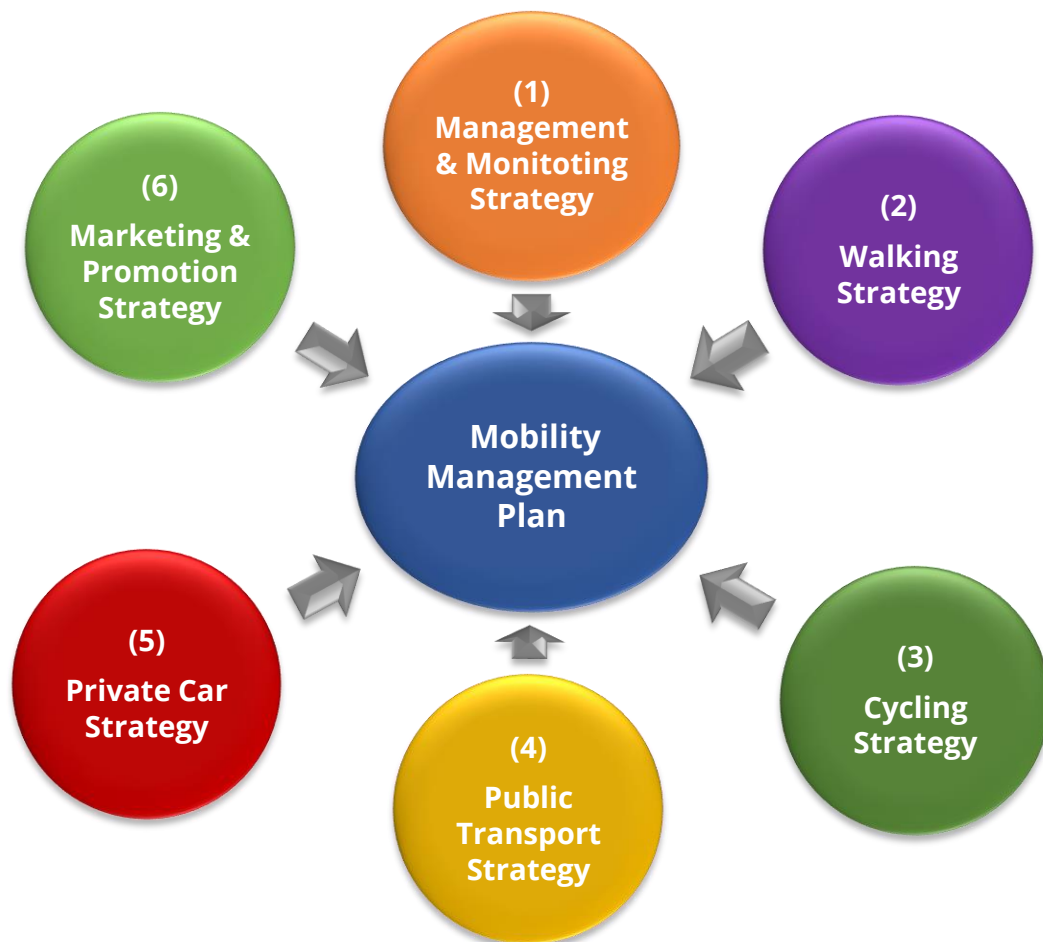 (1)
Management
& Monitoting
Strategy
(2)
Walking
Strategy
(3)
Cycling
Strategy
(4)
Public
Transport
Strategy
(5)
Private Car
Strategy
(6)
Marketing &
Promotion
Strategy
Mobility
Management
Plan